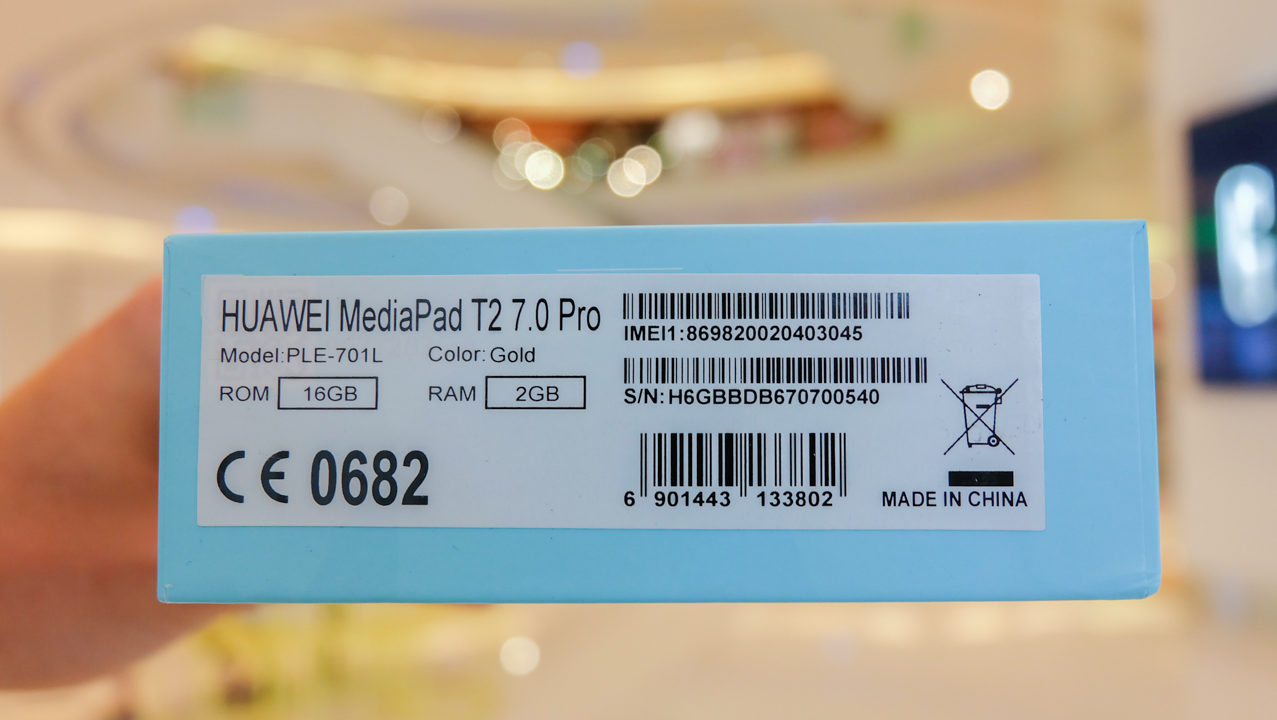 HUAWEI MediaPad T2 7.0 Pro
Model:PLE-701L Color:Gold
ROM 16GB RAM 2GB
CE 0682
IMEI1:869820020403045
S/N:H6GBBDB670700540
6 901443 133802
MADE IN CHINA